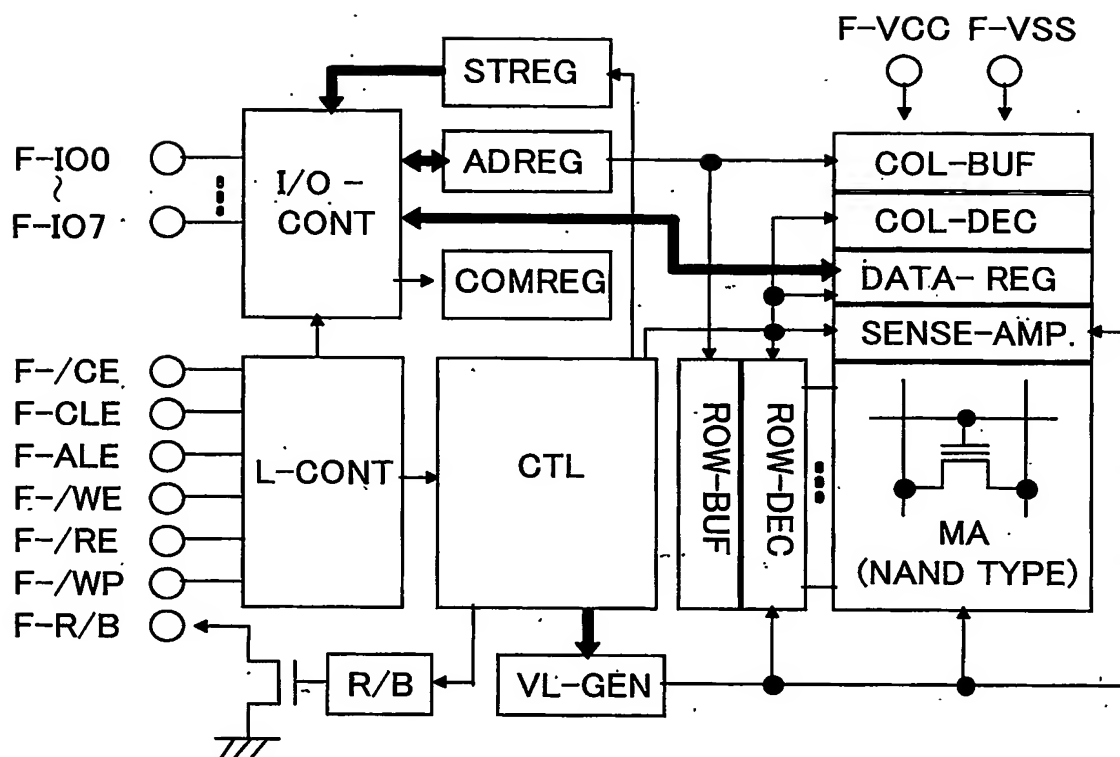 F-VCC F-VSS
STREG
F-IO0
~
F-IO7
I/O-
CONT
ADREG
COMREG
COL-BUF
COL-DEC
DATA- REG
SENSE-AMP.
F-/CE
F-CLE
F-ALE
F-/WE
F-/RE
F-/WP
F-R/B
L-CONT
CTL
ROW-BUF
ROW-DEC
MA
(NAND TYPE)
R/B
VL-GEN